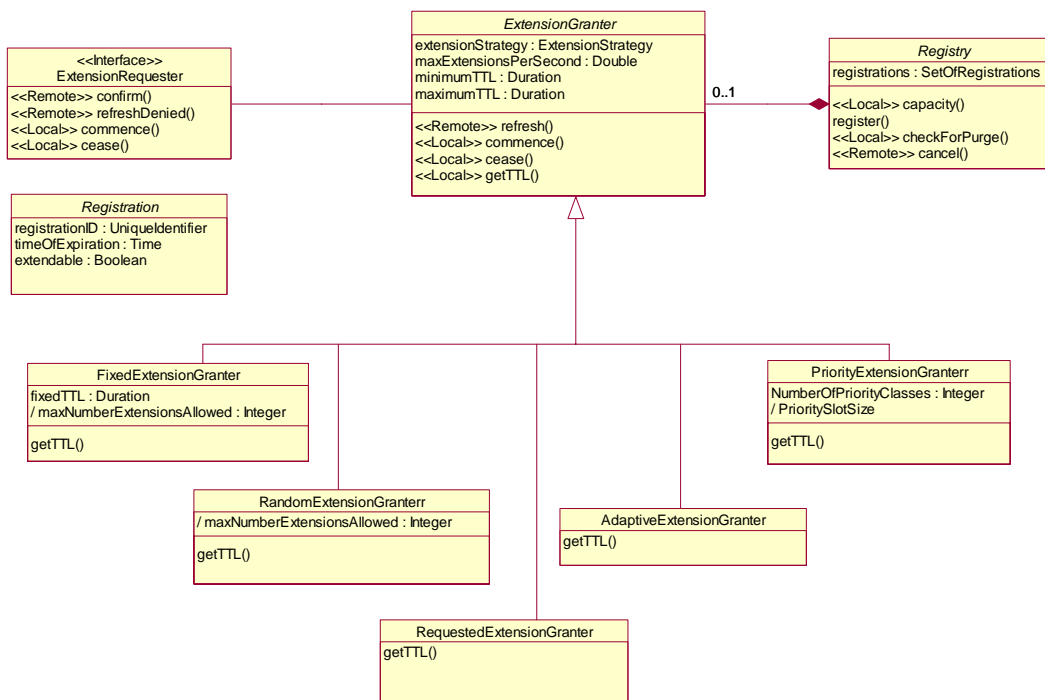 <<Interface>>
ExtensionRequester
<<Remote>> confirm()
<<Remote>> refreshDenied()
<<Local>> commence()
<<Local>> cease()
ExtensionGranter
extensionStrategy : ExtensionStrategy
maxExtensionsPerSecond : Double
minimumTTL : Duration
maximumTTL : Duration
<<Remote>> refresh()
<<Local>> commence()
<<Local>> cease()
<<Local>> getTTL()
0..1
Registry
registrations : SetOfRegistrations
<<Local>> capacity()
register()
<<Local>> checkForPurge()
<<Remote>> cancel()
Registration
registrationID : UniqueIdentifier
timeOfExpiration : Time
extendable : Boolean
FixedExtensionGranter
fixedTTL : Duration
/ maxNumberExtensionsAllowed : Integer
getTTL()
PriorityExtensionGranterr
NumberOfPriorityClasses : Integer
/ PrioritySlotSize
getTTL()
RandomExtensionGranterr
/ maxNumberExtensionsAllowed : Integer
getTTL()
AdaptiveExtensionGranter
getTTL()
RequestedExtensionGranter
getTTL()